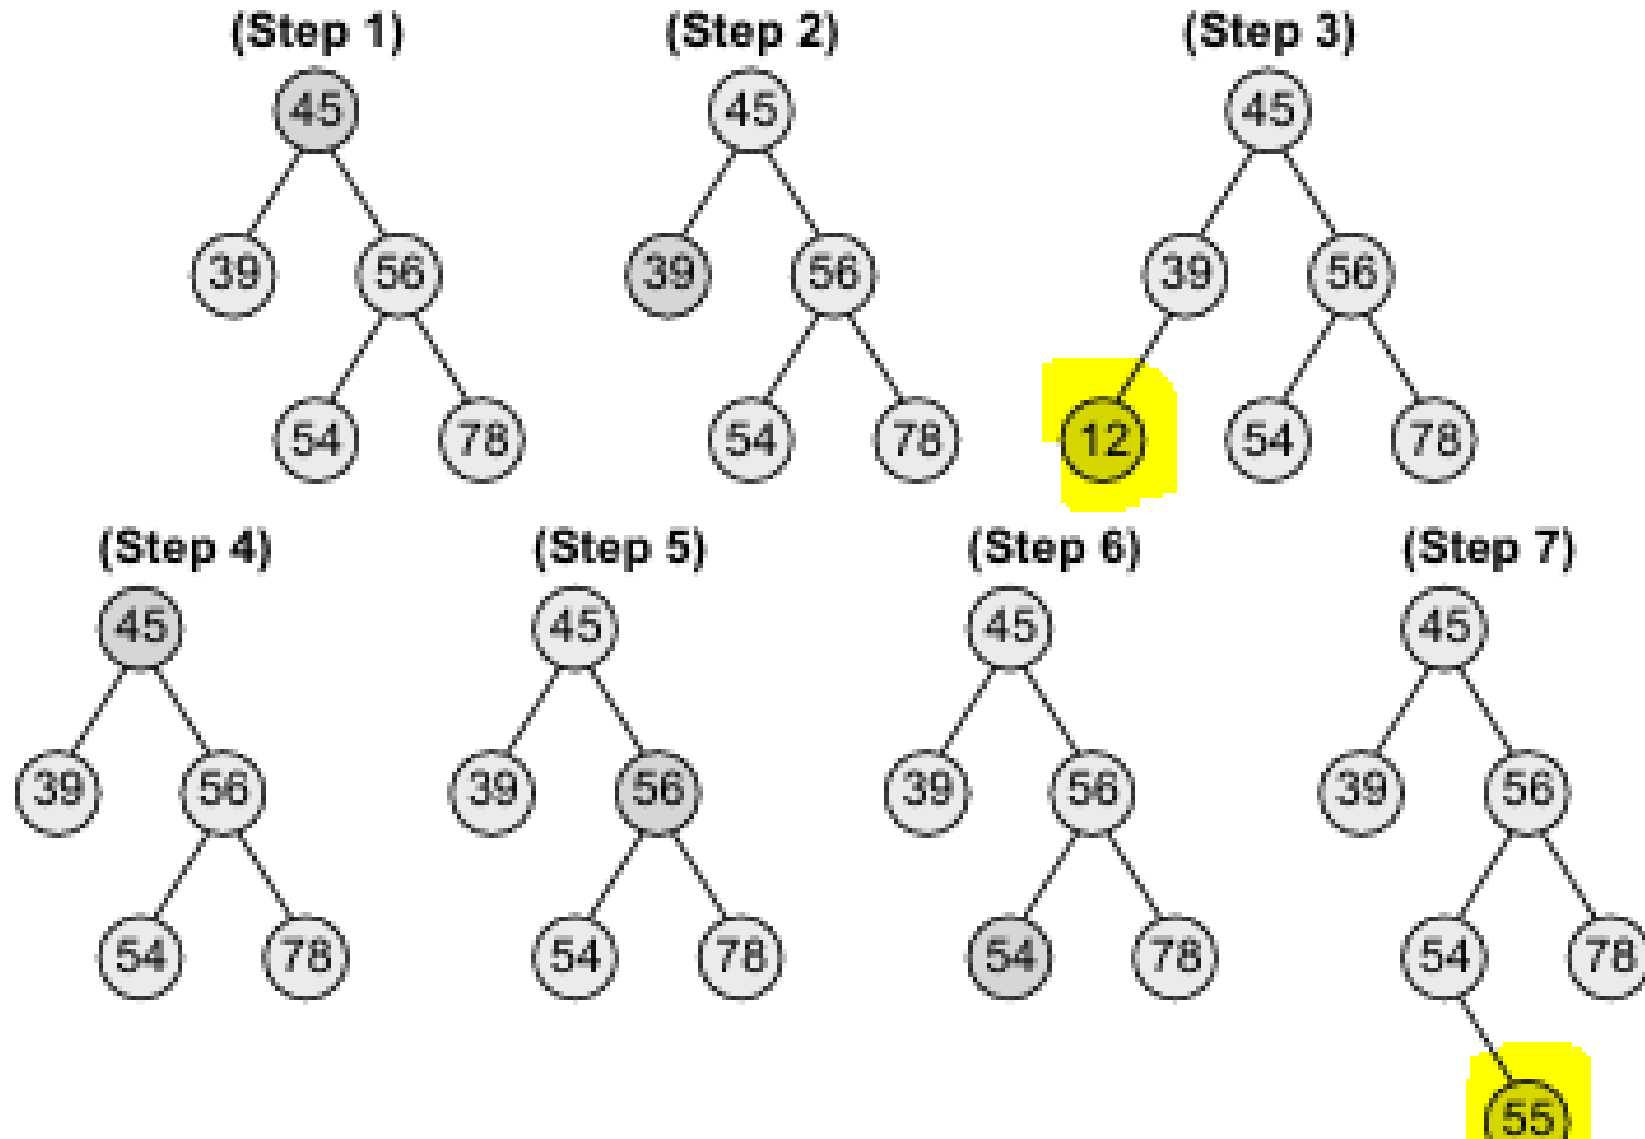 (Step 1) (Step 2) (Step 3)
45 45 45
39 56 39 56 39 56
54 78 54 78 12 54 78
(Step 4) (Step 5) (Step 6) (Step 7)
45 45 45 45
39 56 39 56 39 56 39 56
54 78 54 78 54 78 54 78
55